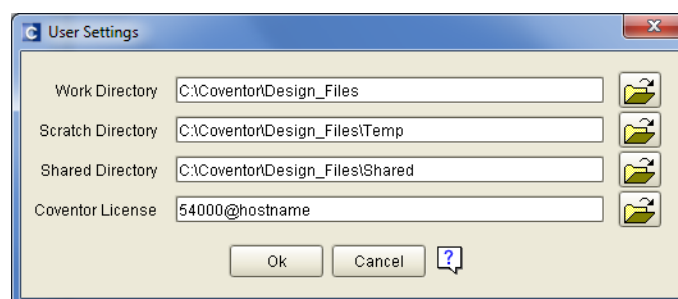 User Settings
Work Directory C:\Coventor\Design_Files
Scratch Directory C:\Coventor\Design_Files\Temp
Shared Directory C:\Coventor\Design_Files\Shared
Coventor License 54000@hostname
Ok Cancel ?